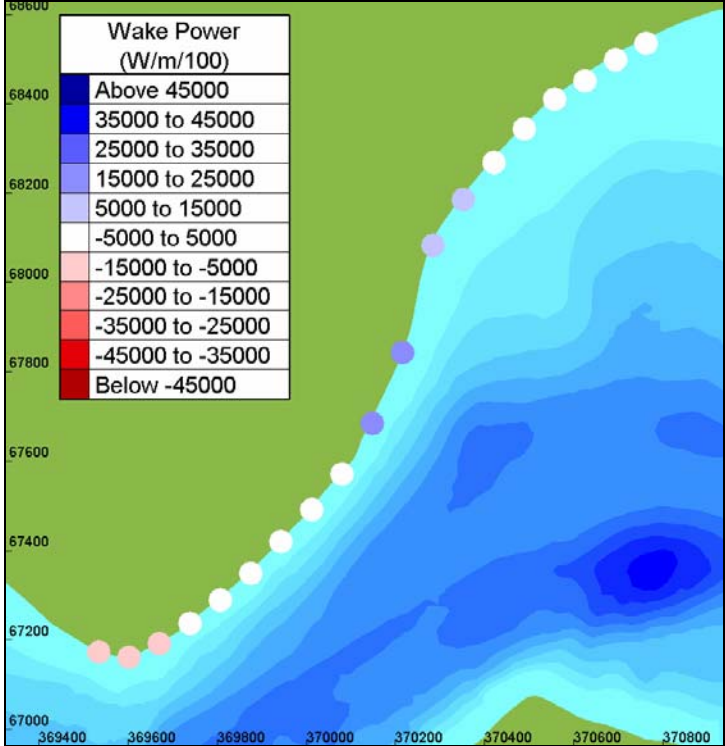 68600
Wake Power
(W/m/100)
Above 45000
35000 to 45000
25000 to 35000
15000 to 25000
5000 to 15000
-5000 to 5000
-15000 to -5000
-25000 to -15000
-35000 to -25000
-45000 to -35000
Below -45000
68400
68200
68000
67800
67600
67400
67200
67000
369400 369600 369800 370000 370200 370400 370600 370800